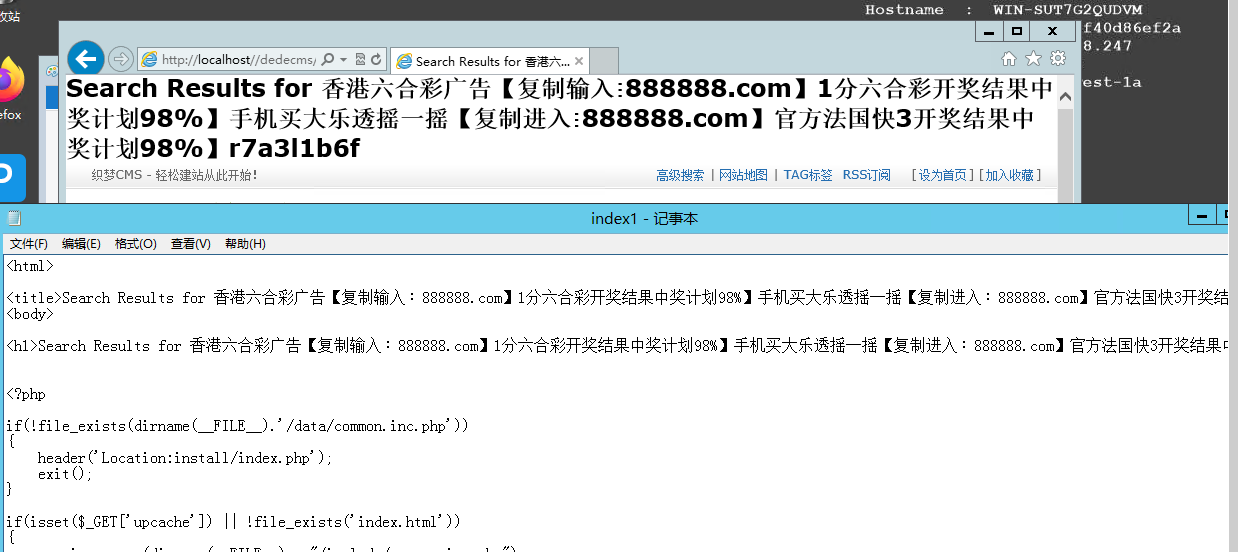 Hostname : WIN-SUT7G2QUDVM
收站
f40d86ef2a
http://localhost//dedecms/
Search Results for 香港六...
8.247
est-1a
Search Results for 香港六合彩广告【复制输入:888888.com】1分六合彩开奖结果中
奖计划98%】手机买大乐透摇一摇【复制进入:888888.com】官方法国快3开奖结果中
奖计划98%】r7a3l1b6f
efox
织梦CMS - 轻松建站从此开始!
高级搜索 | 网站地图 | TAG标签 RSS订阅 [设为首页] [加入收藏]
index1 - 记事本
文件(F) 编辑(E) 格式(O) 查看(V) 帮助(H)
<html>
<title>Search Results for 香港六合彩广告【复制输入：888888.com】1分六合彩开奖结果中奖计划98%】手机买大乐透摇一摇【复制进入：888888.com】官方法国快3开奖结
<body>
<h1>Search Results for 香港六合彩广告【复制输入：888888.com】1分六合彩开奖结果中奖计划98%】手机买大乐透摇一摇【复制进入：888888.com】官方法国快3开奖结果中
<?php
if(!file_exists(dirname(__FILE__).'/data/common.inc.php'))
{
header('Location:install/index.php');
exit();
}
if(isset($_GET['upcache']) || !file_exists('index.html'))
{